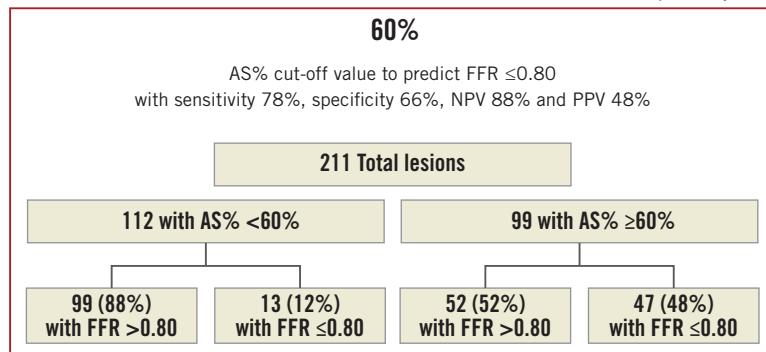 60%
AS% cut-off value to predict FFR ≤0.80
with sensitivity 78%, specificity 66%, NPV 88% and PPV 48%
211 Total lesions
112 with AS% <60%
99 with AS% ≥60%
99 (88%)
with FFR >0.80
13 (12%)
with FFR ≤0.80
52 (52%)
with FFR >0.80
47 (48%)
with FFR ≤0.80